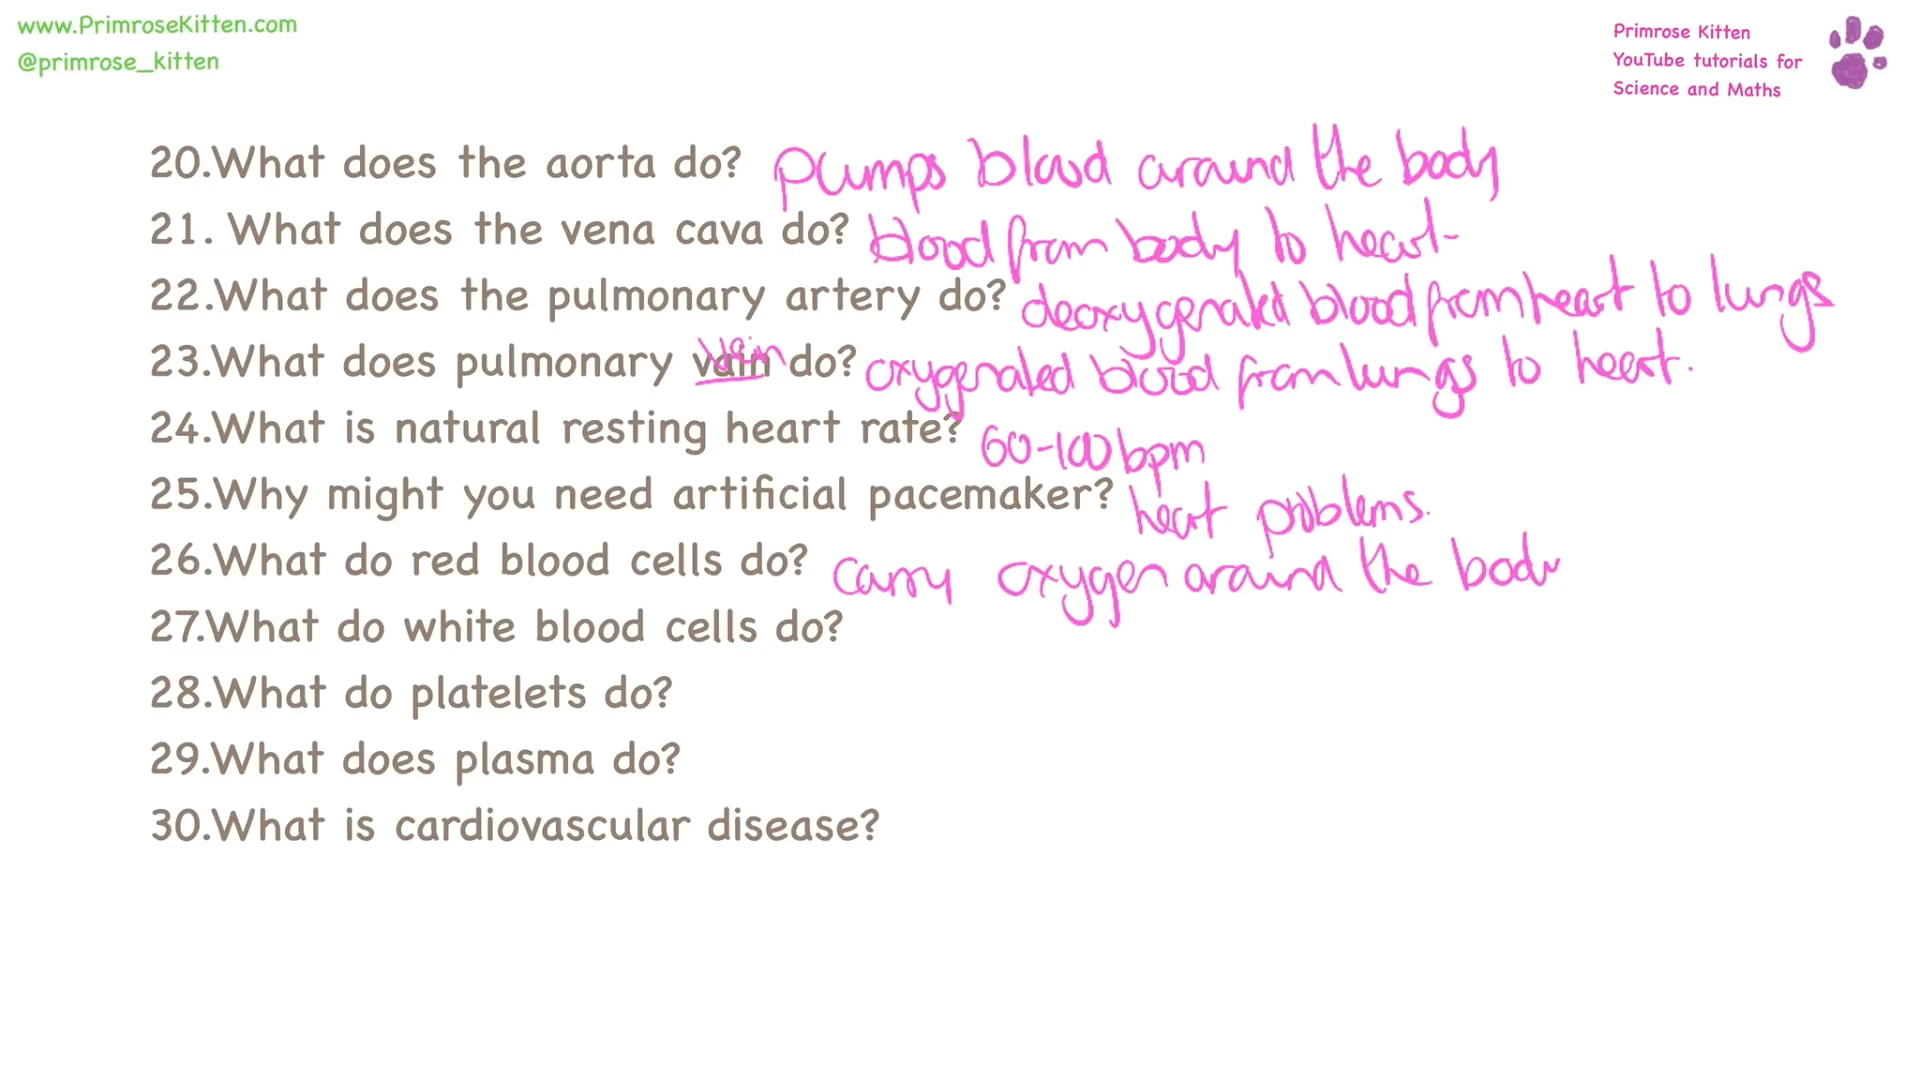 www.PrimroseKitten.com
@primrose_kitten
Primrose Kitten
YouTube tutorials for
Science and Maths
20.What does the aorta do? pumps blood around the body
21. What does the vena cava do? blood from body to heart
22.What does the pulmonary artery do? deoxygenated blood from heart to lungs
23.What does pulmonary vain vein do? oxygenated blood from lungs to heart.
24.What is natural resting heart rate? 60-100bpm
25.Why might you need artificial pacemaker? heart problems.
26.What do red blood cells do? carry oxygen around the body
27.What do white blood cells do?
28.What do platelets do?
29.What does plasma do?
30.What is cardiovascular disease?